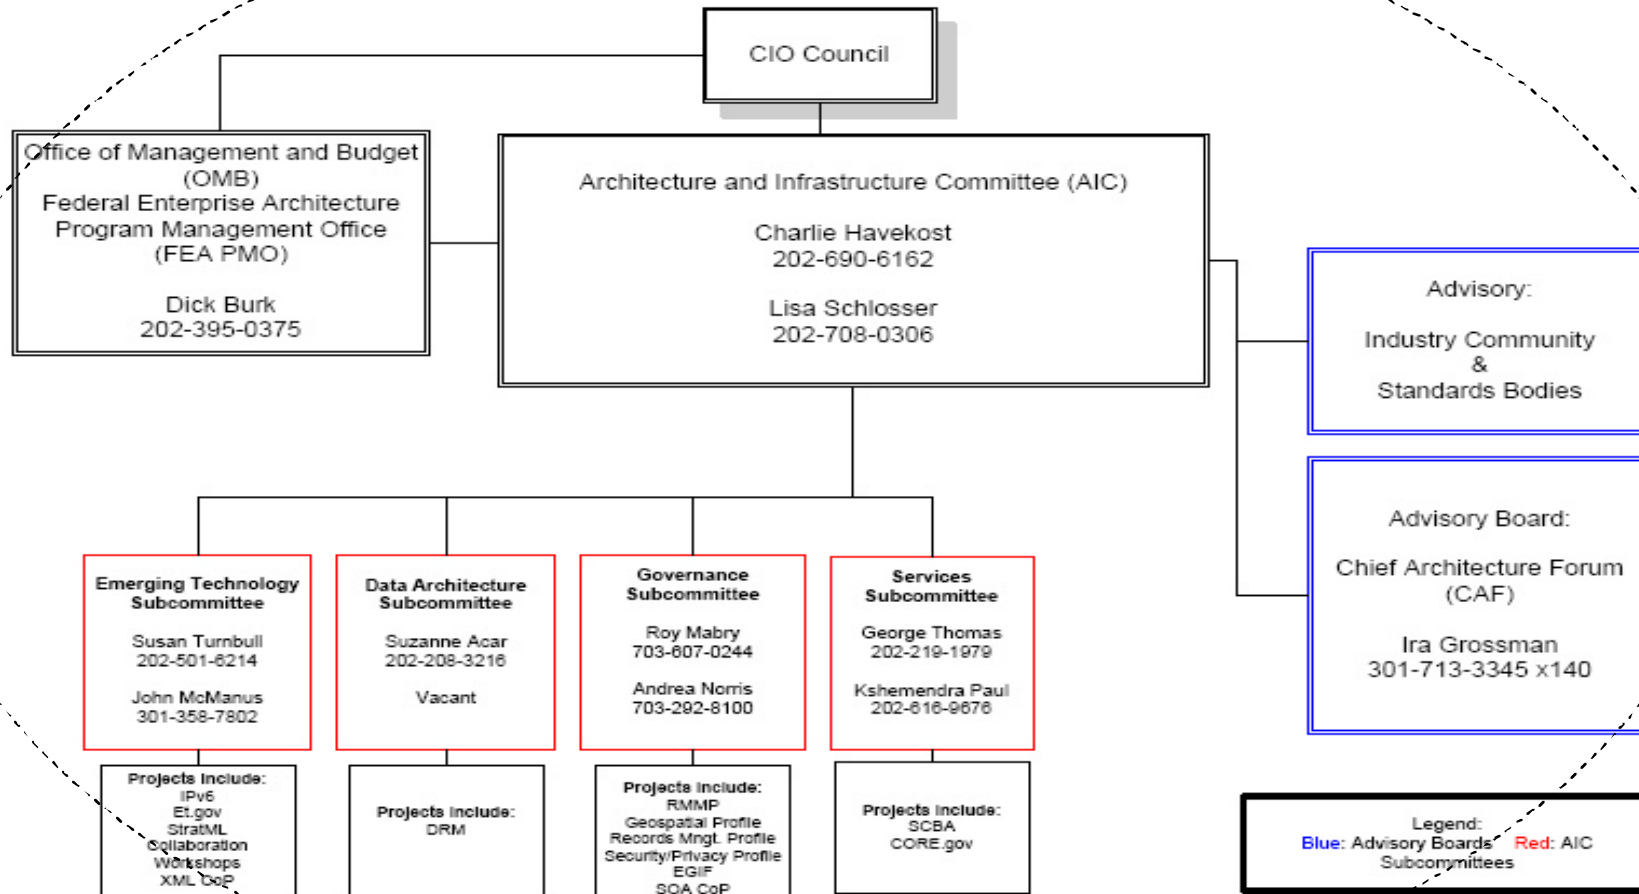 CIO Council
Office of Management and Budget
(OMB)
Federal Enterprise Architecture
Program Management Office
(FEA PMO)
Dick Burk
202-395-0375
Architecture and Infrastructure Committee (AIC)
Charlie Havekost
202-690-6162
Lisa Schlosser
202-708-0306
Advisory:
Industry Community
&
Standards Bodies
Advisory Board:
Chief Architecture Forum
(CAF)
Ira Grossman
301-713-3345 x140
Emerging Technology
Subcommittee
Susan Turnbull
202-501-6214
John McManus
301-358-7802
Data Architecture
Subcommittee
Suzanne Acar
202-208-3216
Vacant
Governance
Subcommittee
Roy Mabry
703-607-0244
Andrea Norris
703-292-8100
Services
Subcommittee
George Thomas
202-219-1979
Kshemendra Paul
202-616-9676
Projects Include:
IPv6
Et.gov
StratML
Collaboration
Workshops
XML CoP
Projects Include:
DRM
Projects Include:
RMMP
Geospatial Profile
Records Mngt. Profile
Security/Privacy Profile
EGIF
SOA CoP
Projects Include:
SCBA
CORE.gov
Legend:
Blue: Advisory Boards Red: AIC
Subcommittees